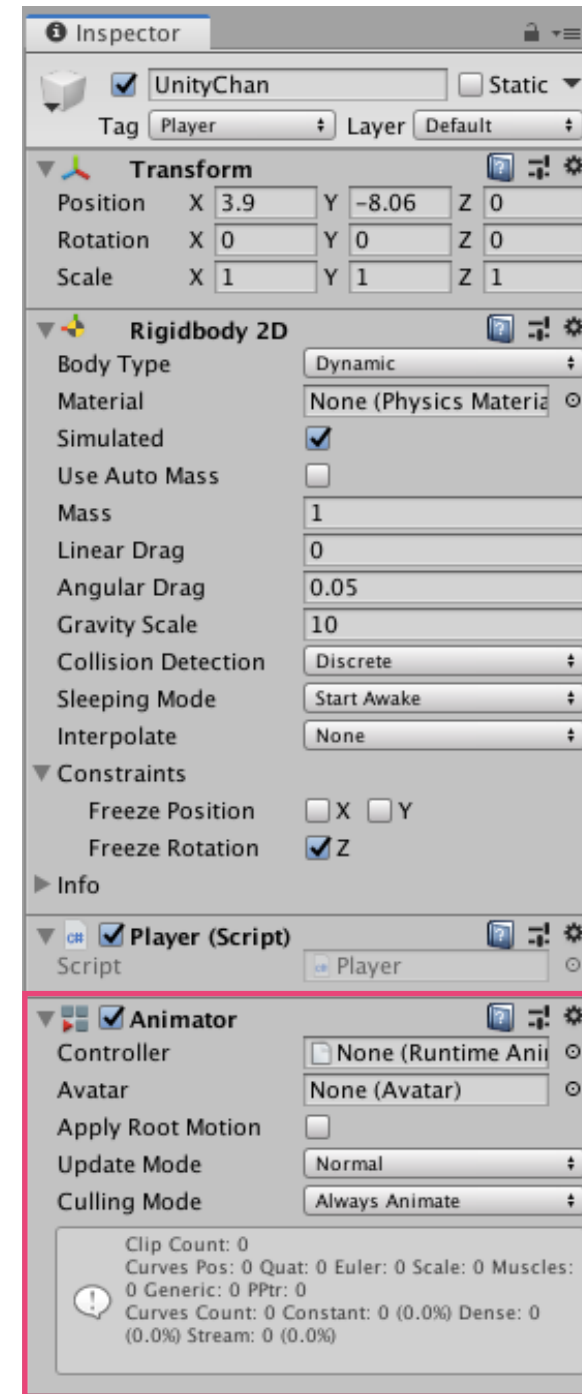 Inspector
UnityChan Static
Tag Player Layer Default
Transform
Position X 3.9 Y -8.06 Z 0
Rotation X 0 Y 0 Z 0
Scale X 1 Y 1 Z 1
Rigidbody 2D
Body Type Dynamic
Material None (Physics Materia
Simulated
Use Auto Mass
Mass 1
Linear Drag 0
Angular Drag 0.05
Gravity Scale 10
Collision Detection Discrete
Sleeping Mode Start Awake
Interpolate None
Constraints
Freeze Position X Y
Freeze Rotation Z
Info
C# Player (Script)
Script Player
Animator
Controller None (Runtime Ani
Avatar None (Avatar)
Apply Root Motion
Update Mode Normal
Culling Mode Always Animate
Clip Count: 0
Curves Pos: 0 Quat: 0 Euler: 0 Scale: 0 Muscles:
0 Generic: 0 PPtr: 0
Curves Count: 0 Constant: 0 (0.0%) Dense: 0
(0.0%) Stream: 0 (0.0%)